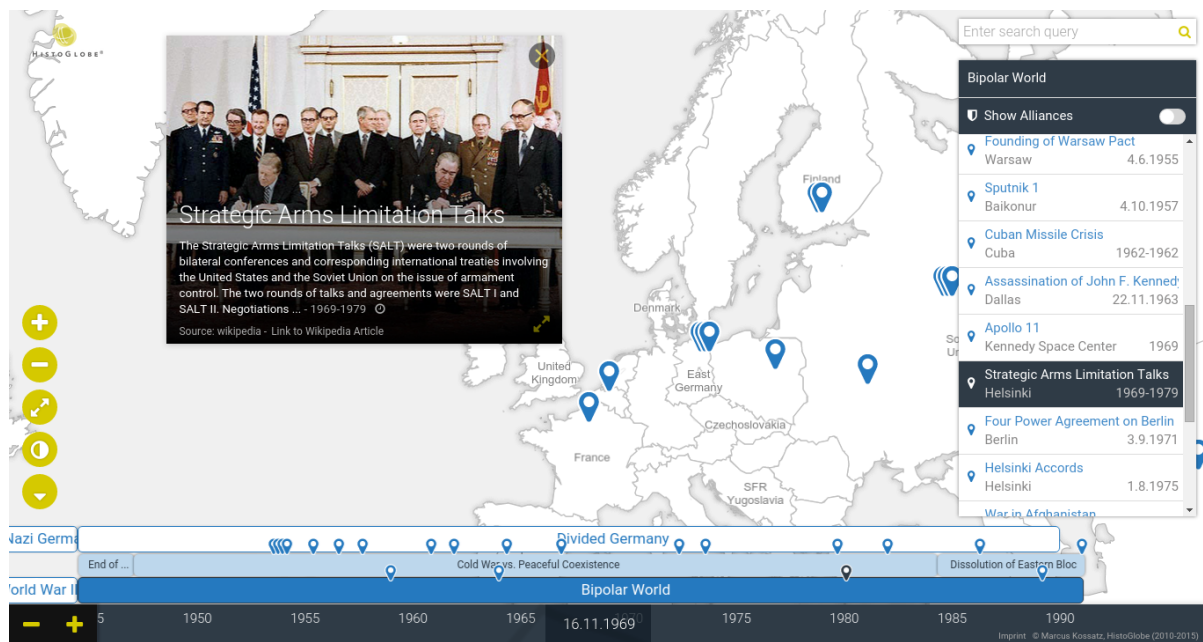 HISTOGLOBE®
Strategic Arms Limitation Talks
The Strategic Arms Limitation Talks (SALT) were two rounds of
bilateral conferences and corresponding international treaties involving
the United States and the Soviet Union on the issue of armament
control. The two rounds of talks and agreements were SALT I and
SALT II. Negotiations ... - 1969-1979
Source: wikipedia - Link to Wikipedia Article
Finland
Denmark
United
Kingdom
East
Germany
Czechoslovakia
France
SFR
Yugoslavia
Enter search query
Bipolar World
Show Alliances
Founding of Warsaw Pact
Warsaw 4.6.1955
Sputnik 1
Baikonur 4.10.1957
Cuban Missile Crisis
Cuba 1962-1962
Assassination of John F. Kennedy
Dallas 22.11.1963
Apollo 11
Kennedy Space Center 1969
Strategic Arms Limitation Talks
Helsinki 1969-1979
Four Power Agreement on Berlin
Berlin 3.9.1971
Helsinki Accords
Helsinki 1.8.1975
War in Afghanistan
Nazi Germa
Divided Germany
End of ...
Cold War vs. Peaceful Coexistence
Dissolution of Eastern Bloc
World War II
Bipolar World
5 1950 1955 1960 1965 1970 1975 1980 1985 1990
16.11.1969
Imprint © Marcus Kossatz, HistoGlobe (2010-2015)